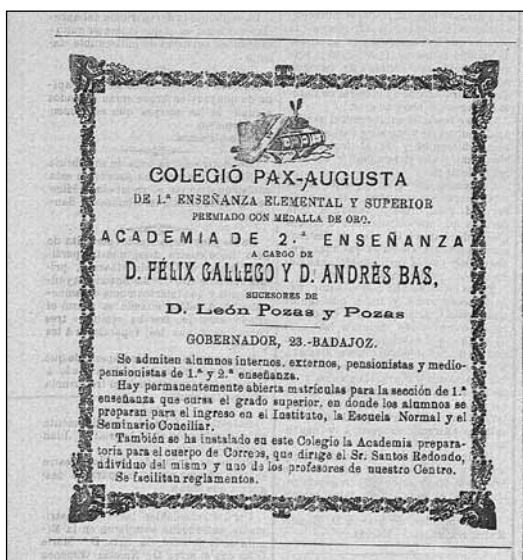 COLEGIO PAX-AUGUSTA
DE 1.ª ENSEÑANZA ELEMENTAL Y SUPERIOR
PREMIADO CON MEDALLA DE ORO.
ACADEMIA DE 2.ª ENSEÑANZA
A CARGO DE
D. FÉLIX GALLEGO Y D. ANDRÉS BAS,
SUCESORES DE
D. León Pozas y Pozas
GOBERNADOR, 23.-BADAJOZ.
Se admiten alumnos internos, externos, pensionistas y medio-
pensionistas de 1.ª y 2.ª enseñanza.
Hay permanentemente abierta matrículas para la sección de 1.ª
enseñanza que cursa el grado superior, en donde los alumnos se
preparan para el ingreso en el Instituto, la Escuela Normal y el
Seminario Conciliar.
También se ha instalado en este Colegio la Academia prepara-
toria para el cuerpo de Correos, que dirige el Sr. Santos Redondo,
individuo del mismo y uno de los profesores de nuestro Centro.
Se facilitan reglamentos.